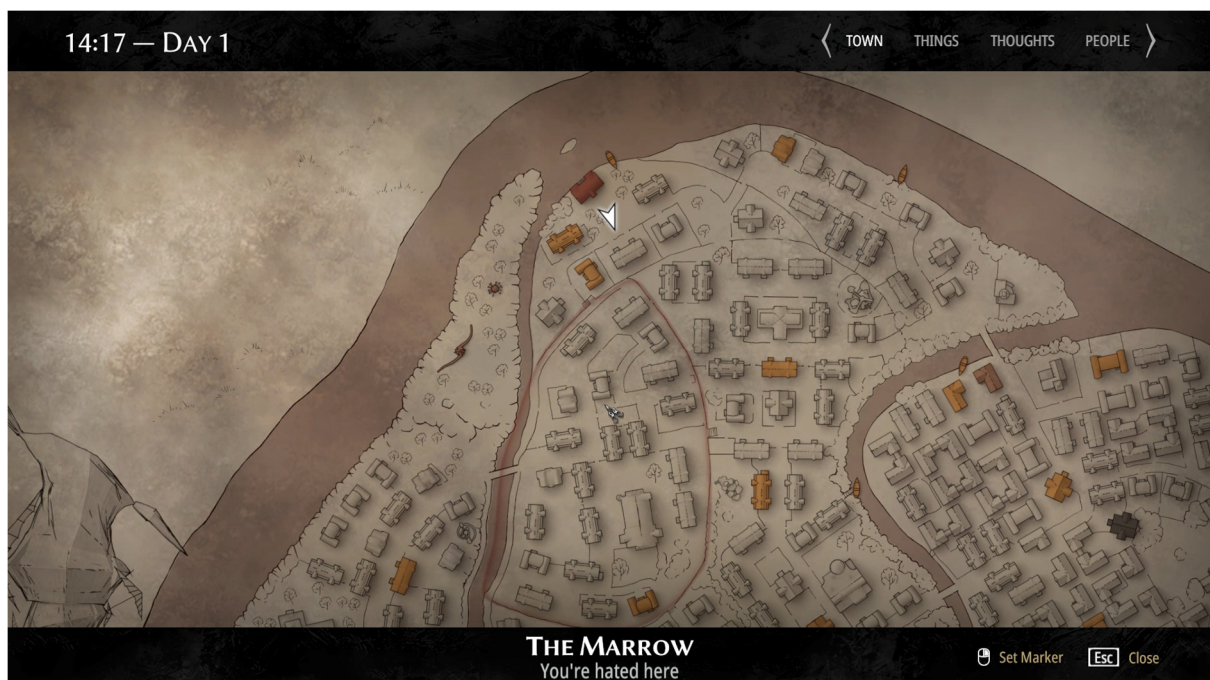 14:17 — DAY 1
TOWN THINGS THOUGHTS PEOPLE
THE MARROW
You're hated here
Set Marker Esc Close